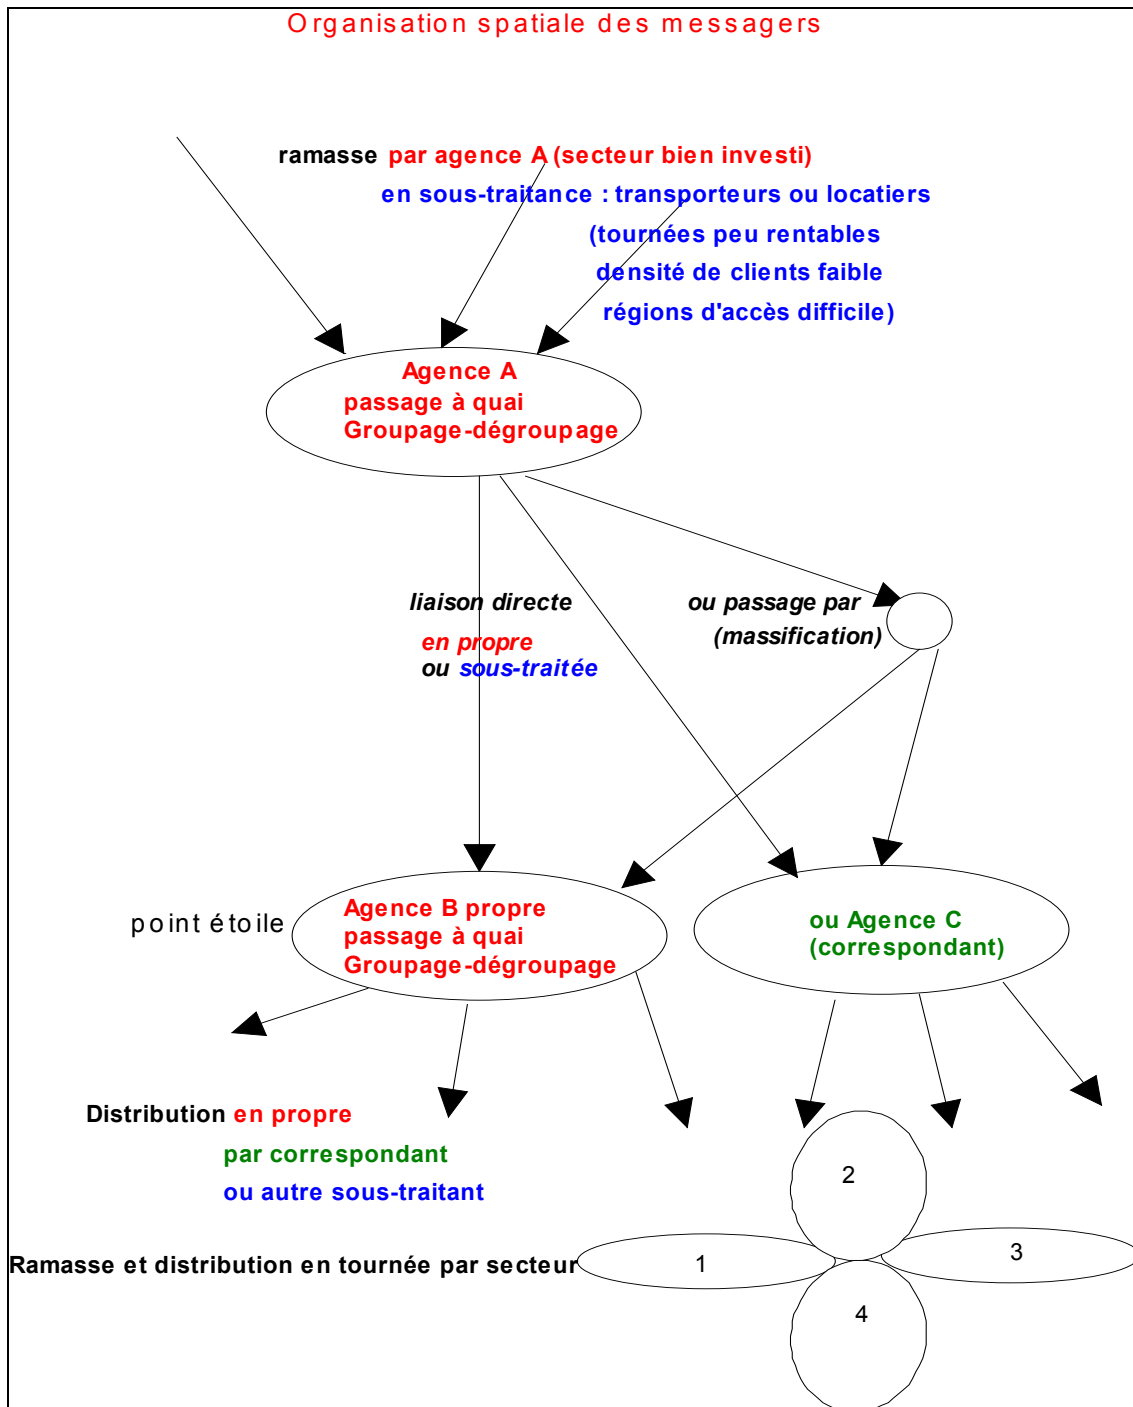 Organisation spatiale des messagers
ramasse par agence A (secteur bien investi)
en sous-traitance : transporteurs ou locatiers
(tournées peu rentables
densité de clients faible
régions d'accès difficile)
Agence A
passage à quai
Groupage-dégroupage
liaison directe
en propre
ou sous-traitée
ou passage par
(massification)
point étoile
Agence B propre
passage à quai
Groupage-dégroupage
ou Agence C
(correspondant)
Distribution en propre
par correspondant
ou autre sous-traitant
2
Ramasse et distribution en tournée par secteur
1
3
4